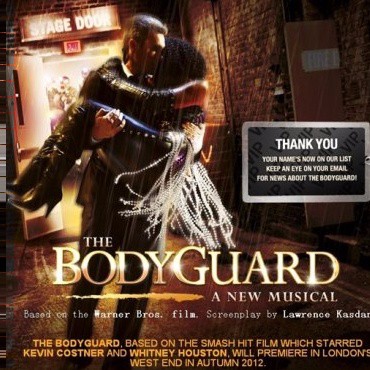 STAGE DOOR
EXIT
THANK YOU
YOUR NAME'S NOW ON OUR LIST
KEEP AN EYE ON YOUR EMAIL
FOR NEWS ABOUT THE BODYGUARD!
VIP
THE
BODYGUARD
A NEW MUSICAL
Based on the Warner Bros. film. Screenplay by Lawrence Kasdan
THE BODYGUARD, BASED ON THE SMASH HIT FILM WHICH STARRED
KEVIN COSTNER AND WHITNEY HOUSTON, WILL PREMIERE IN LONDON'S
WEST END IN AUTUMN 2012.